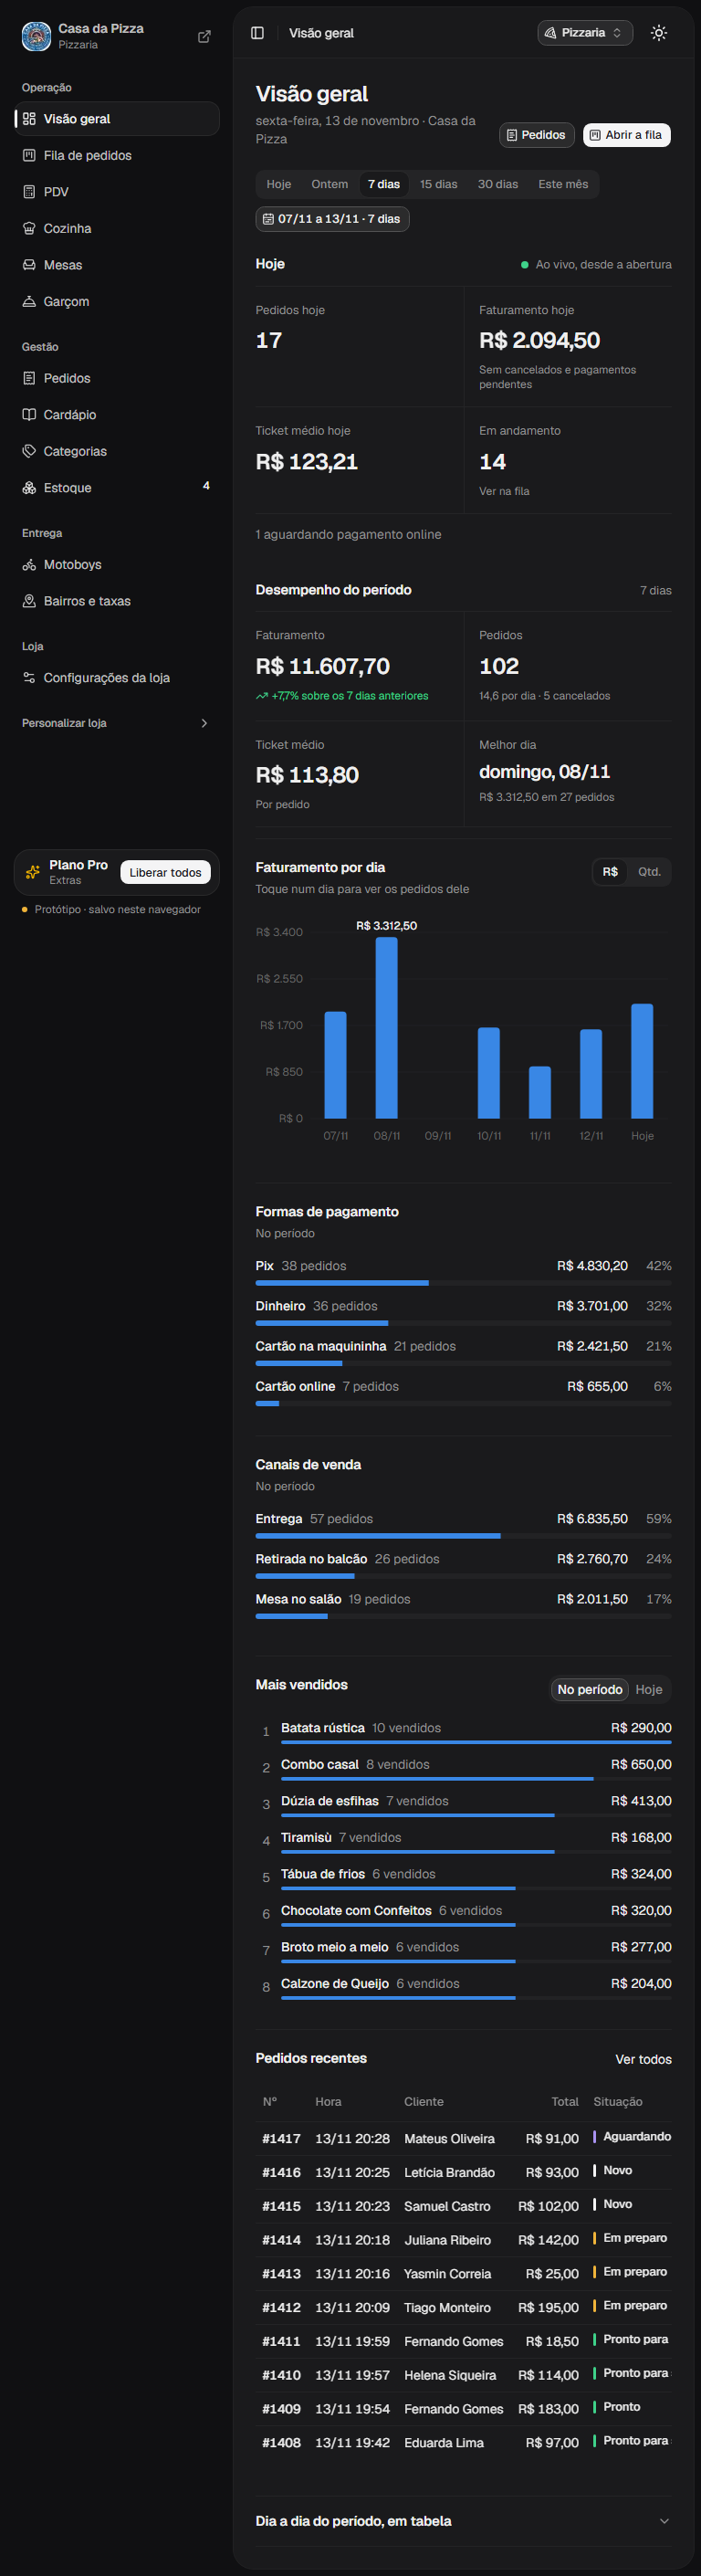 Casa da Pizza
Pizzaria
Operação
Visão geral
Fila de pedidos
PDV
Cozinha
Mesas
Garçom
Gestão
Pedidos
Cardápio
Categorias
Estoque 4
Entrega
Motoboys
Bairros e taxas
Loja
Configurações da loja
Personalizar loja
Plano Pro
Extras
Liberar todos
Protótipo · salvo neste navegador
Visão geral
Pizzaria
Visão geral
sexta-feira, 13 de novembro · Casa da
Pizza
Pedidos
Abrir a fila
Hoje Ontem 7 dias 15 dias 30 dias Este mês
07/11 a 13/11 · 7 dias
Hoje
Ao vivo, desde a abertura
Pedidos hoje
17
Faturamento hoje
R$ 2.094,50
Sem cancelados e pagamentos
pendentes
Ticket médio hoje
R$ 123,21
Em andamento
14
Ver na fila
1 aguardando pagamento online
Desempenho do período
7 dias
Faturamento
R$ 11.607,70
+7,7% sobre os 7 dias anteriores
Pedidos
102
14,6 por dia · 5 cancelados
Ticket médio
R$ 113,80
Por pedido
Melhor dia
domingo, 08/11
R$ 3.312,50 em 27 pedidos
Faturamento por dia
Toque num dia para ver os pedidos dele
R$ Qtd.
R$ 3.312,50
R$ 3.400
R$ 2.550
R$ 1.700
R$ 850
R$ 0
07/11 08/11 09/11 10/11 11/11 12/11 Hoje
Formas de pagamento
No período
Pix 38 pedidos R$ 4.830,20 42%
Dinheiro 36 pedidos R$ 3.701,00 32%
Cartão na maquininha 21 pedidos R$ 2.421,50 21%
Cartão online 7 pedidos R$ 655,00 6%
Canais de venda
No período
Entrega 57 pedidos R$ 6.835,50 59%
Retirada no balcão 26 pedidos R$ 2.760,70 24%
Mesa no salão 19 pedidos R$ 2.011,50 17%
Mais vendidos
No período Hoje
1 Batata rústica 10 vendidos R$ 290,00
2 Combo casal 8 vendidos R$ 650,00
3 Dúzia de esfihas 7 vendidos R$ 413,00
4 Tiramisù 7 vendidos R$ 168,00
5 Tábua de frios 6 vendidos R$ 324,00
6 Chocolate com Confeitos 6 vendidos R$ 320,00
7 Broto meio a meio 6 vendidos R$ 277,00
8 Calzone de Queijo 6 vendidos R$ 204,00
Pedidos recentes
Ver todos
Nº Hora Cliente Total Situação
#1417 13/11 20:28 Mateus Oliveira R$ 91,00 Aguardando
#1416 13/11 20:25 Letícia Brandão R$ 93,00 Novo
#1415 13/11 20:23 Samuel Castro R$ 102,00 Novo
#1414 13/11 20:18 Juliana Ribeiro R$ 142,00 Em preparo
#1413 13/11 20:16 Yasmin Correia R$ 25,00 Em preparo
#1412 13/11 20:09 Tiago Monteiro R$ 195,00 Em preparo
#1411 13/11 19:59 Fernando Gomes R$ 18,50 Pronto para
#1410 13/11 19:57 Helena Siqueira R$ 114,00 Pronto para
#1409 13/11 19:54 Fernando Gomes R$ 183,00 Pronto
#1408 13/11 19:42 Eduarda Lima R$ 97,00 Pronto para
Dia a dia do período, em tabela